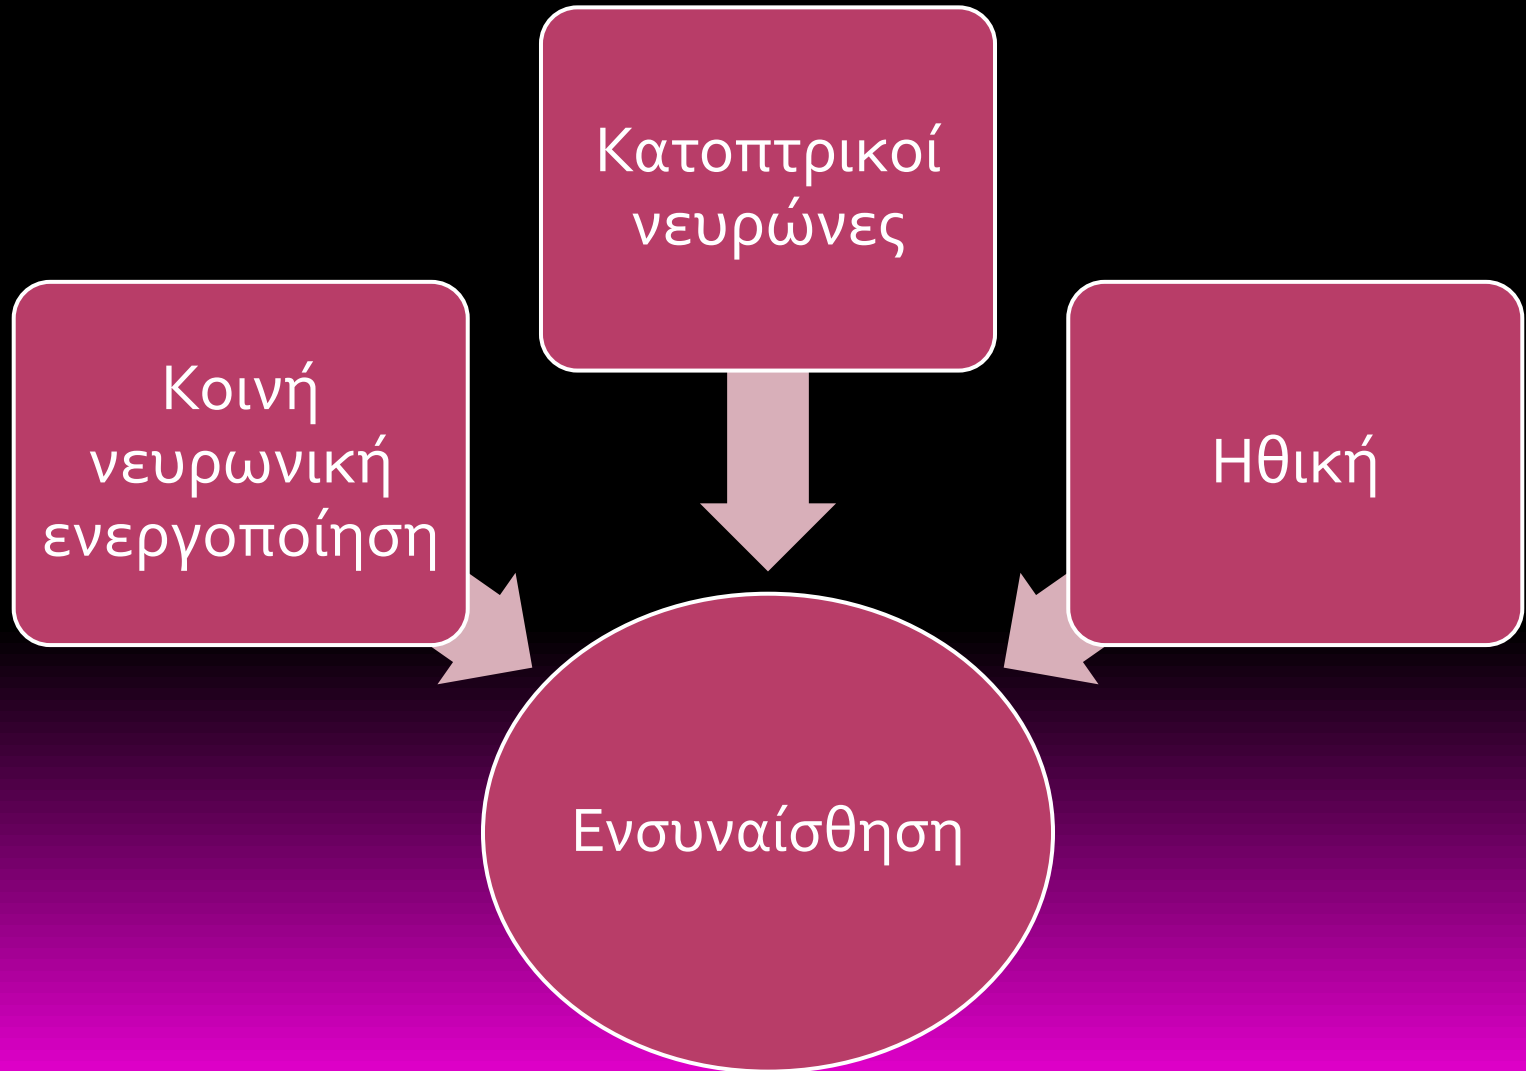 Κατοπτρικοί
νευρώνες
Κοινή
νευρωνική
ενεργοποίηση
Ηθική
Ενσυναίσθηση